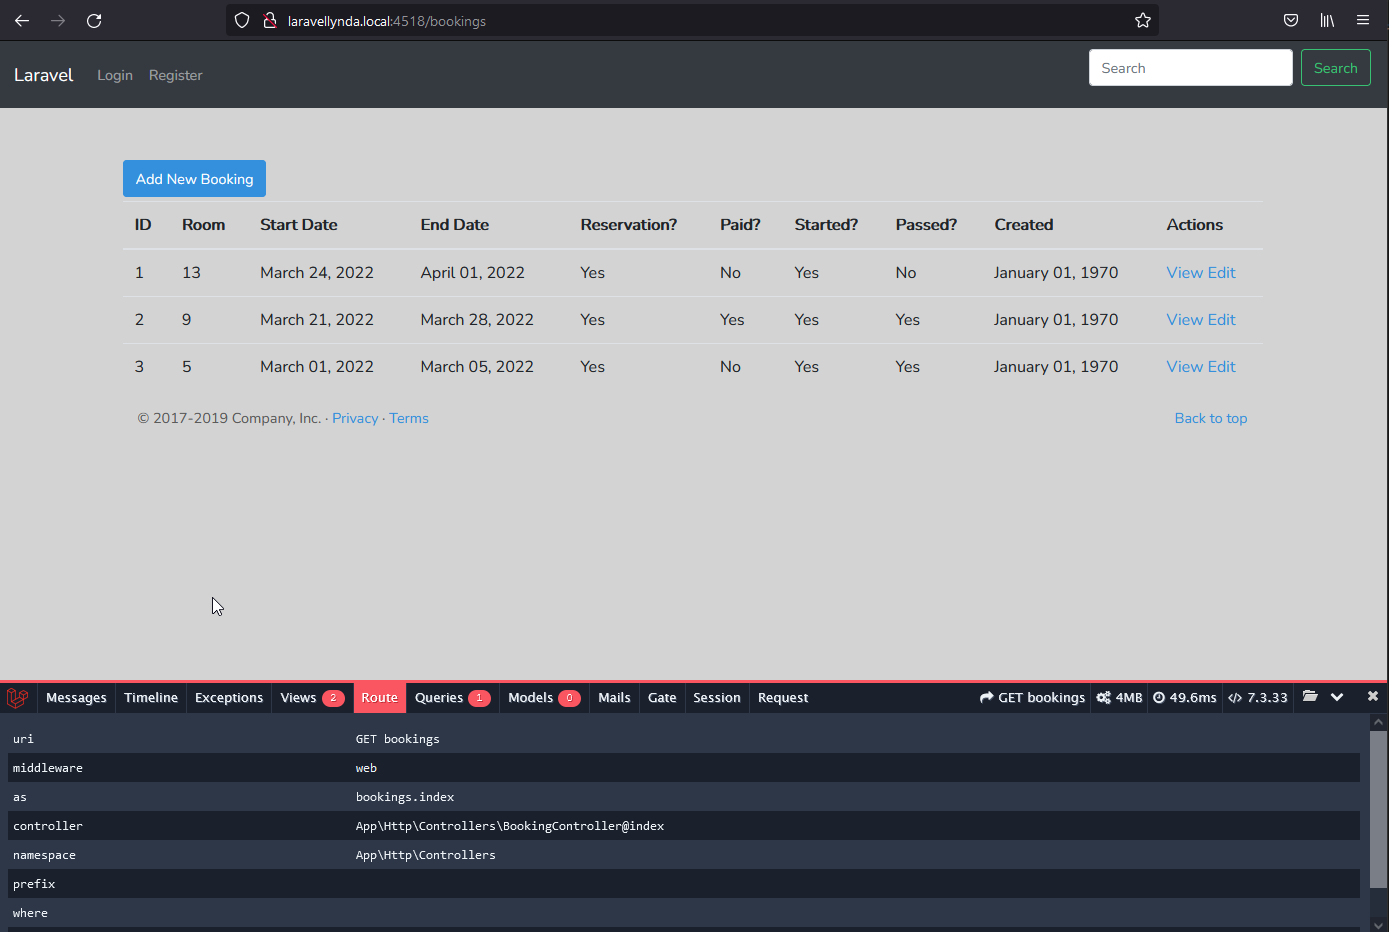 laravellynda.local:4518/bookings
Laravel Login Register Search Search
Add New Booking
ID Room Start Date End Date Reservation? Paid? Started? Passed? Created Actions
1 13 March 24, 2022 April 01, 2022 Yes No Yes No January 01, 1970 View Edit
2 9 March 21, 2022 March 28, 2022 Yes Yes Yes Yes January 01, 1970 View Edit
3 5 March 01, 2022 March 05, 2022 Yes No Yes Yes January 01, 1970 View Edit
© 2017-2019 Company, Inc. · Privacy · Terms Back to top
Messages Timeline Exceptions Views 2 Route Queries 1 Models 0 Mails Gate Session Request GET bookings 4MB 49.6ms 7.3.33
uri GET bookings
middleware web
as bookings.index
controller App\Http\Controllers\BookingController@index
namespace App\Http\Controllers
prefix
where